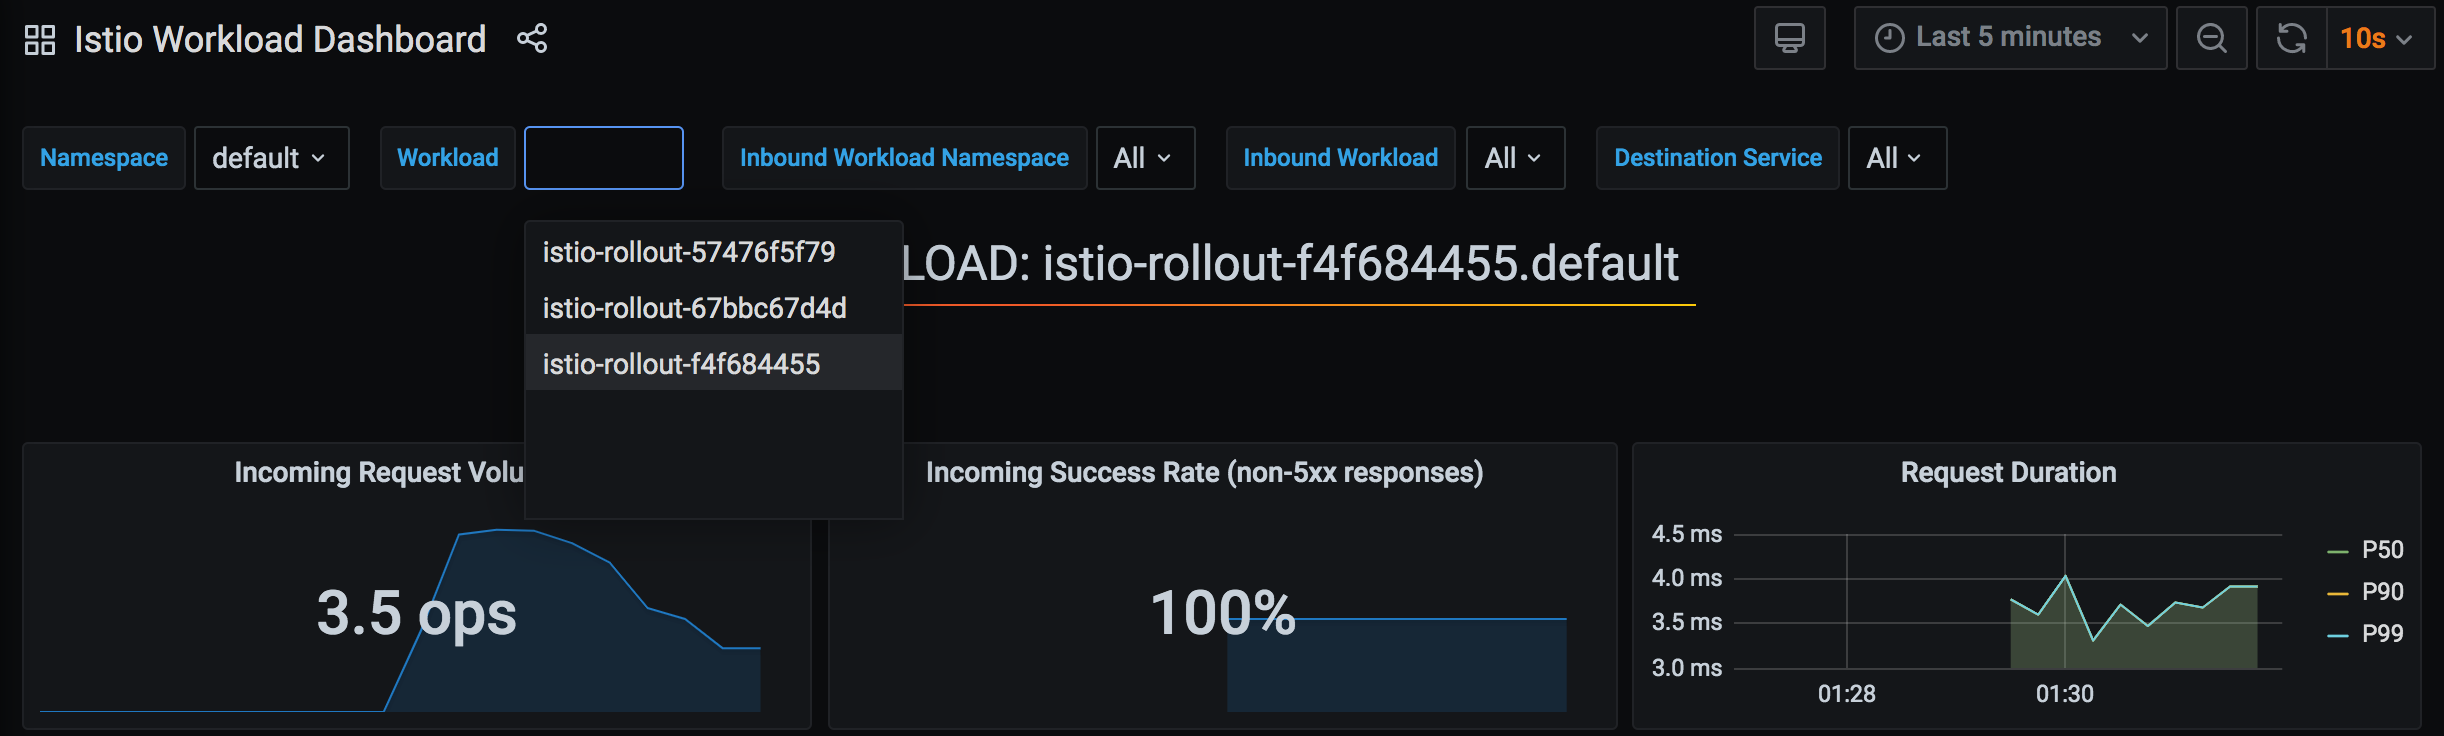 Istio Workload Dashboard
Last 5 minutes
10s
Namespace default Workload Inbound Workload Namespace All Inbound Workload All Destination Service All
istio-rollout-57476f5f79
istio-rollout-67bbc67d4d
istio-rollout-f4f684455
LOAD: istio-rollout-f4f684455.default
Incoming Request Volu
3.5 ops
Incoming Success Rate (non-5xx responses)
100%
Request Duration
4.5 ms
4.0 ms
3.5 ms
3.0 ms
01:28 01:30
P50
P90
P99